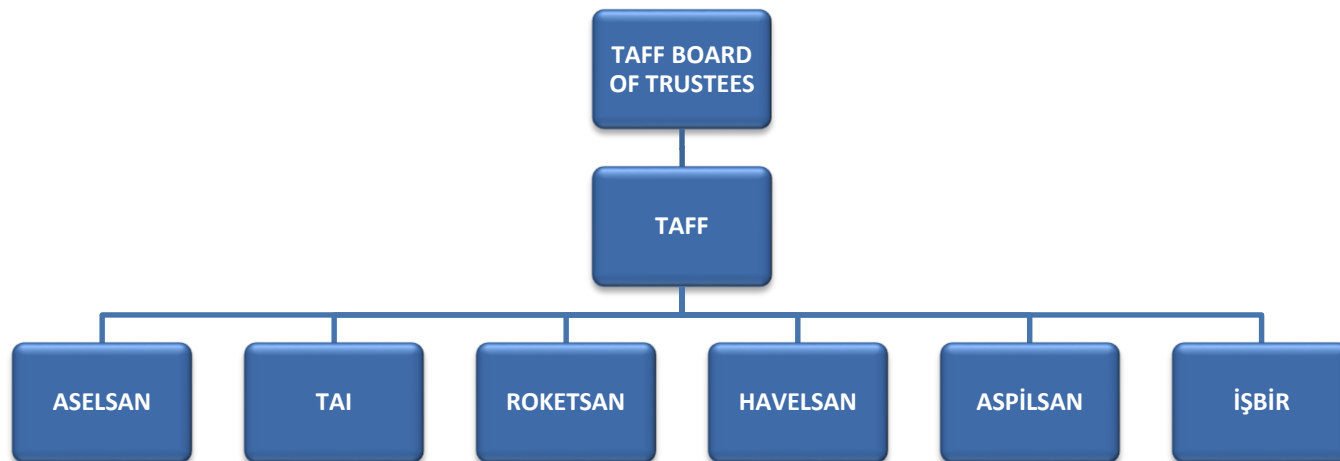 TAFF BOARD
OF TRUSTEES
TAFF
ASELSAN
TAI
ROKETSAN
HAVELSAN
ASPİLSAN
İŞBİR